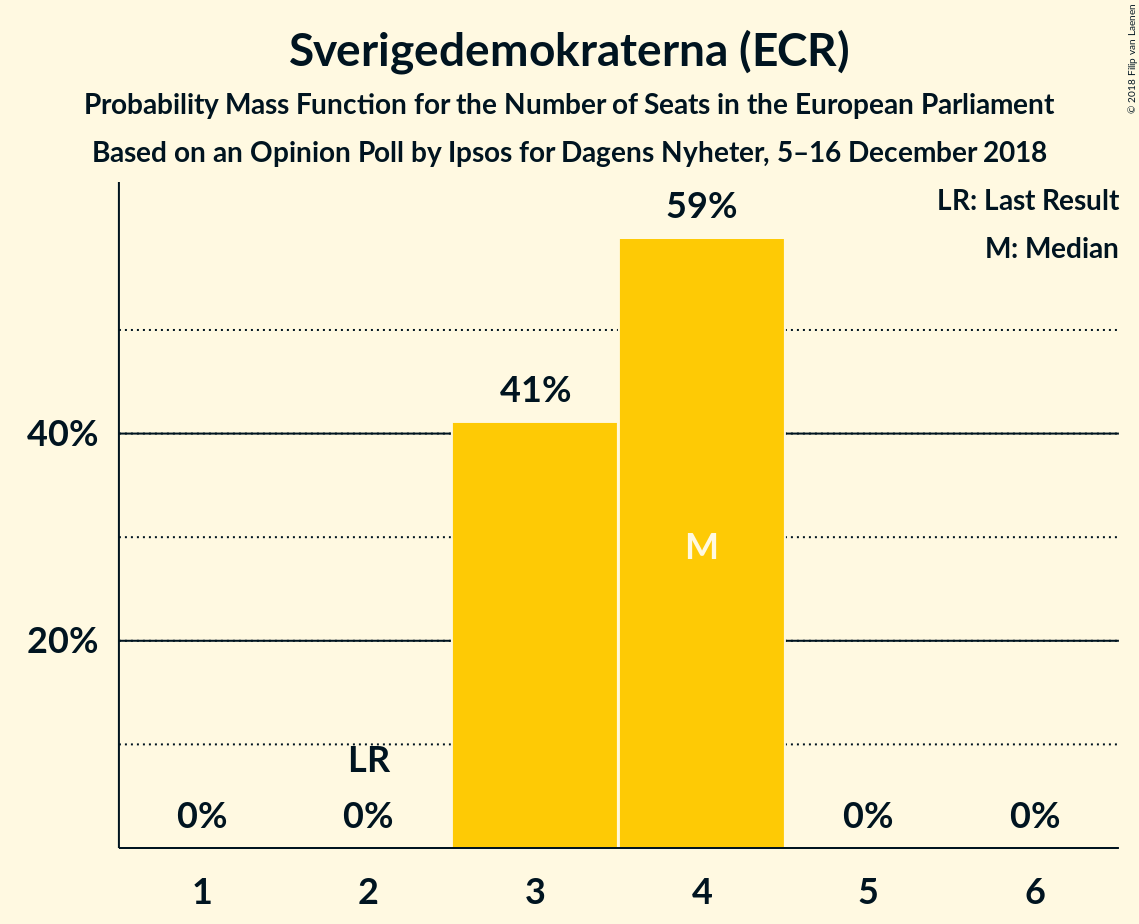 Sverigedemokraterna (ECR)
Probability Mass Function for the Number of Seats in the European Parliament
Based on an Opinion Poll by Ipsos for Dagens Nyheter, 5–16 December 2018
© 2018 Filip van Laenen
LR: Last Result
M: Median
59%
41%
40%
M
20%
LR
0%
0%
0%
0%
1
2
3
4
5
6